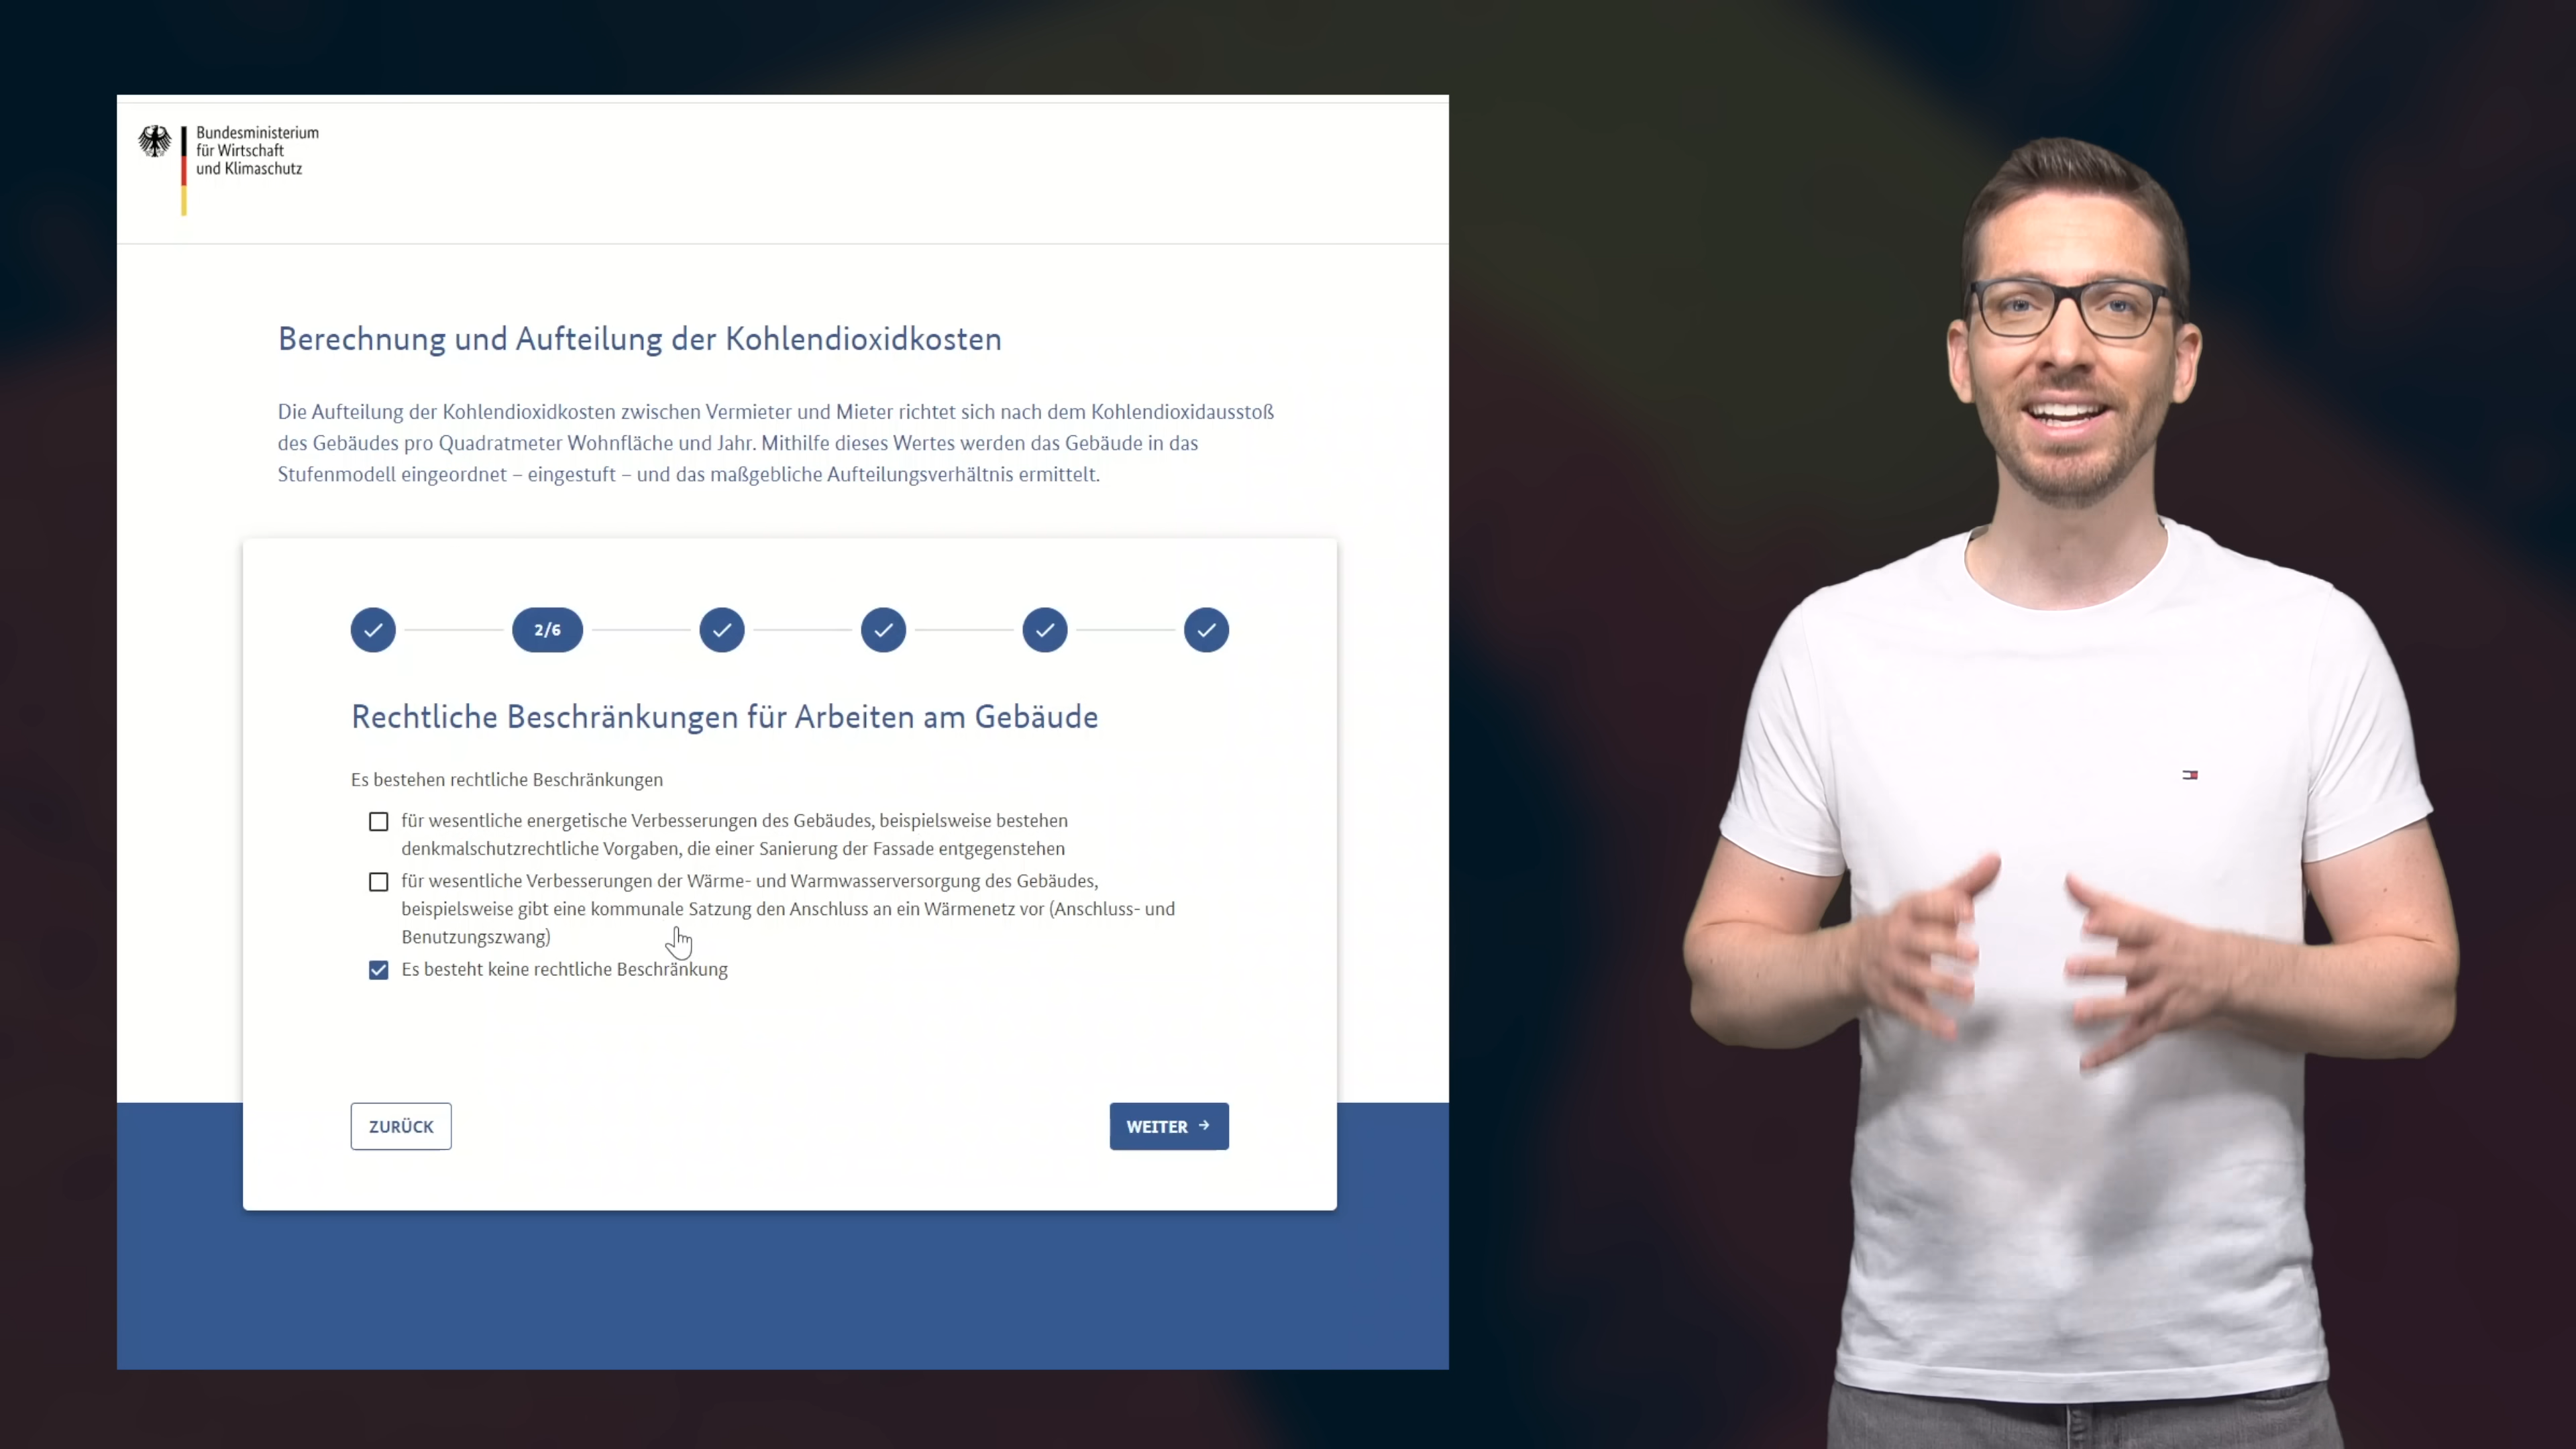 Bundesministerium
für Wirtschaft
und Klimaschutz
Berechnung und Aufteilung der Kohlendioxidkosten
Die Aufteilung der Kohlendioxidkosten zwischen Vermieter und Mieter richtet sich nach dem Kohlendioxidausstoß
des Gebäudes pro Quadratmeter Wohnfläche und Jahr. Mithilfe dieses Wertes werden das Gebäude in das
Stufenmodell eingeordnet – eingestuft – und das maßgebliche Aufteilungsverhältnis ermittelt.
2/6
Rechtliche Beschränkungen für Arbeiten am Gebäude
Es bestehen rechtliche Beschränkungen
für wesentliche energetische Verbesserungen des Gebäudes, beispielsweise bestehen
denkmalschutzrechtliche Vorgaben, die einer Sanierung der Fassade entgegenstehen
für wesentliche Verbesserungen der Wärme- und Warmwasserversorgung des Gebäudes,
beispielsweise gibt eine kommunale Satzung den Anschluss an ein Wärmenetz vor (Anschluss- und
Benutzungszwang)
Es besteht keine rechtliche Beschränkung
ZURÜCK
WEITER